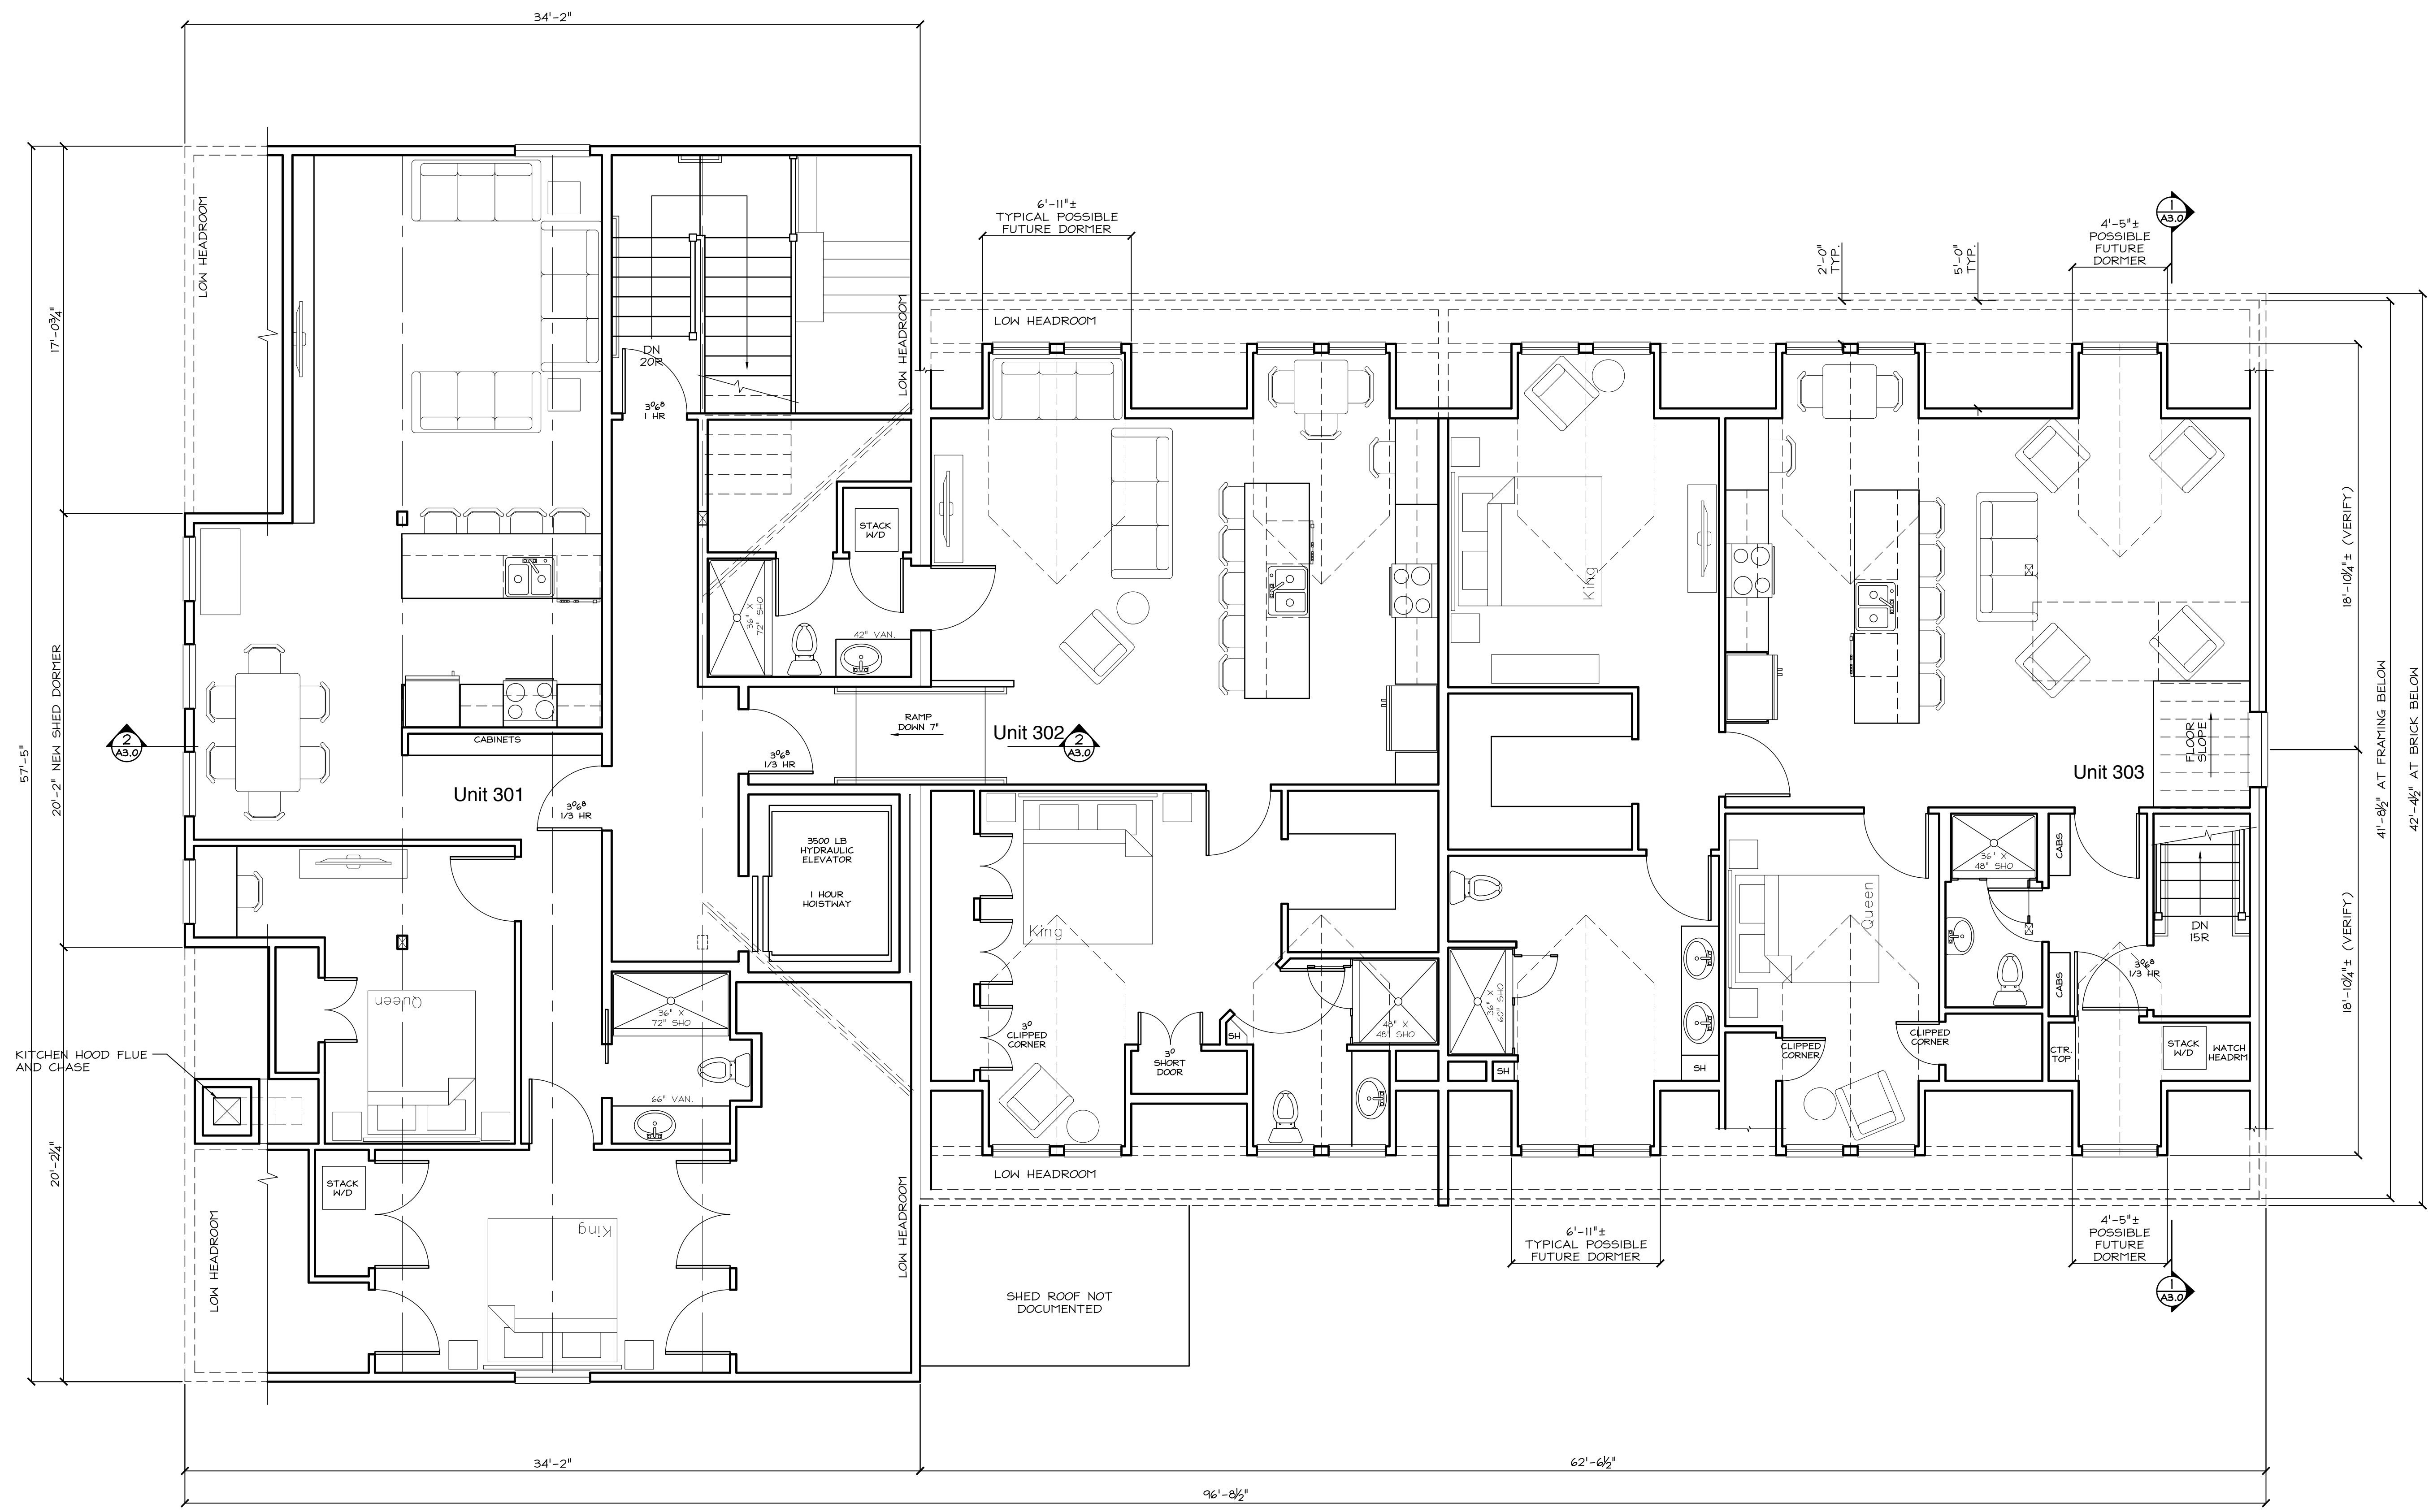 34'-2"
6'-11"±
TYPICAL POSSIBLE
FUTURE DORMER
1
A3.0
4'-5"±
POSSIBLE
FUTURE
DORMER
2'-0"
TYP.
5'-0"
TYP.
LOW HEADROOM
LOW HEADROOM
LOW HEADROOM
17'-0¾"
DN
20R
3⁰6⁸
1 HR
STACK
W/D
36" X
72" SHO
42" VAN.
18'-10¼"± (VERIFY)
King
20'-2" NEW SHED DORMER
57'-5"
41'-8½" AT FRAMING BELOW
42'-4½" AT BRICK BELOW
2
A3.0
CABINETS
RAMP
DOWN 7"
Unit 302
2
A3.0
3⁰6⁸
1/3 HR
FLOOR
SLOPE
Unit 303
Unit 301
3⁰6⁸
1/3 HR
3500 LB
HYDRAULIC
ELEVATOR
1 HOUR
HOISTWAY
36" X
48" SHO
CABS
Queen
King
DN
15R
18'-10¼"± (VERIFY)
3⁰6⁸
1/3 HR
CABS
Queen
36" X
72" SHO
36" X
60" SHO
48" X
48" SHO
3⁰
CLIPPED
CORNER
SH
3⁰
SHORT
DOOR
CLIPPED
CORNER
CLIPPED
CORNER
CTR.
TOP
STACK
W/D
WATCH
HEADRM
KITCHEN HOOD FLUE
AND CHASE
SH
SH
66" VAN.
20'-2¼"
STACK
W/D
LOW HEADROOM
LOW HEADROOM
LOW HEADROOM
King
6'-11"±
TYPICAL POSSIBLE
FUTURE DORMER
4'-5"±
POSSIBLE
FUTURE
DORMER
1
A3.0
SHED ROOF NOT
DOCUMENTED
34'-2"
62'-6½"
96'-8½"